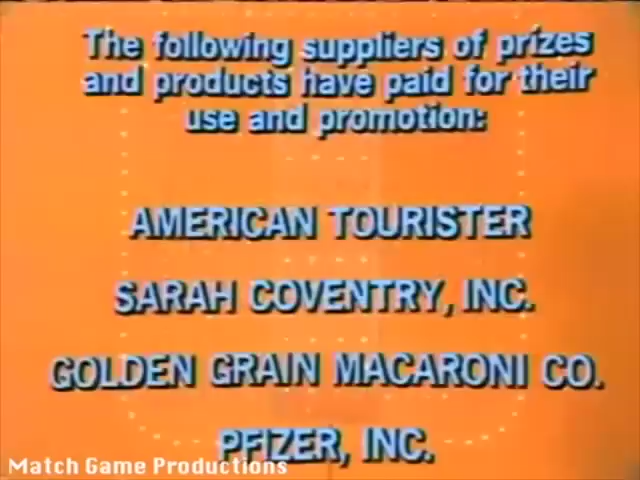 The following suppliers of prizes
and products have paid for their
use and promotion:
AMERICAN TOURISTER
SARAH COVENTRY, INC.
GOLDEN GRAIN MACARONI CO.
PFIZER, INC.
Match Game Productions